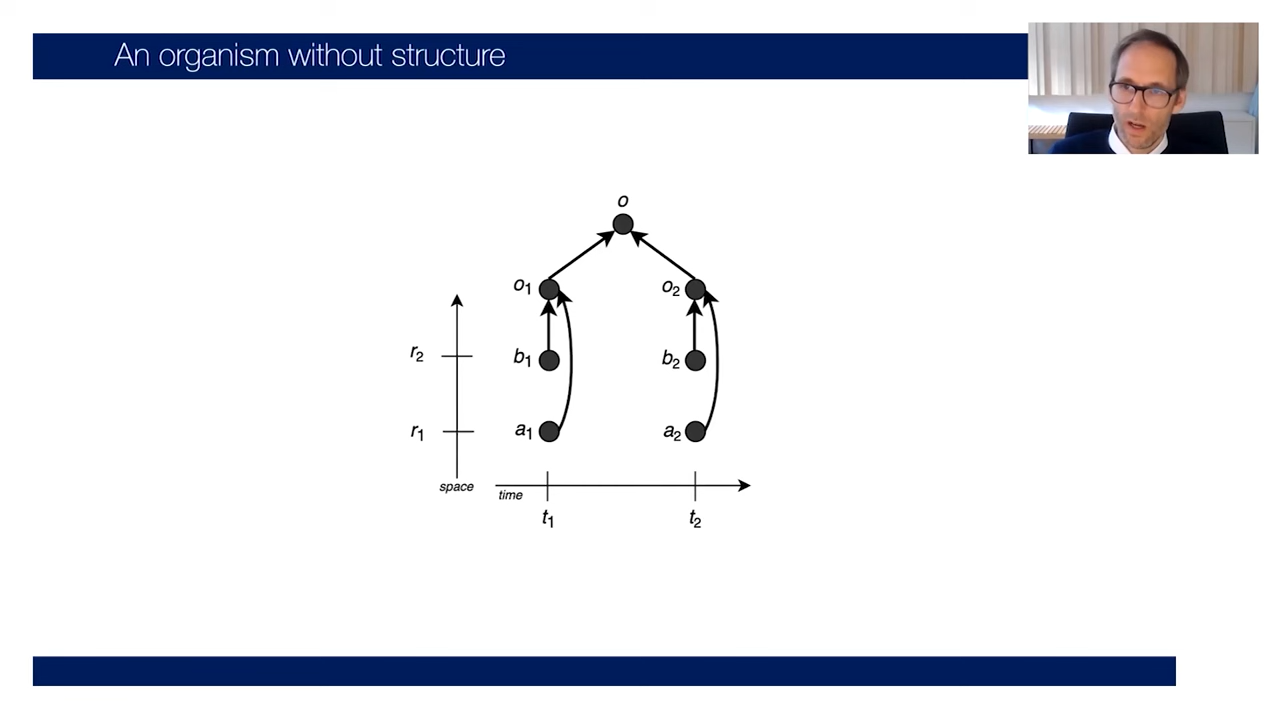 An organism without structure
o
o1 o2
r2 b1 b2
r1 a1 a2
space time
t1 t2